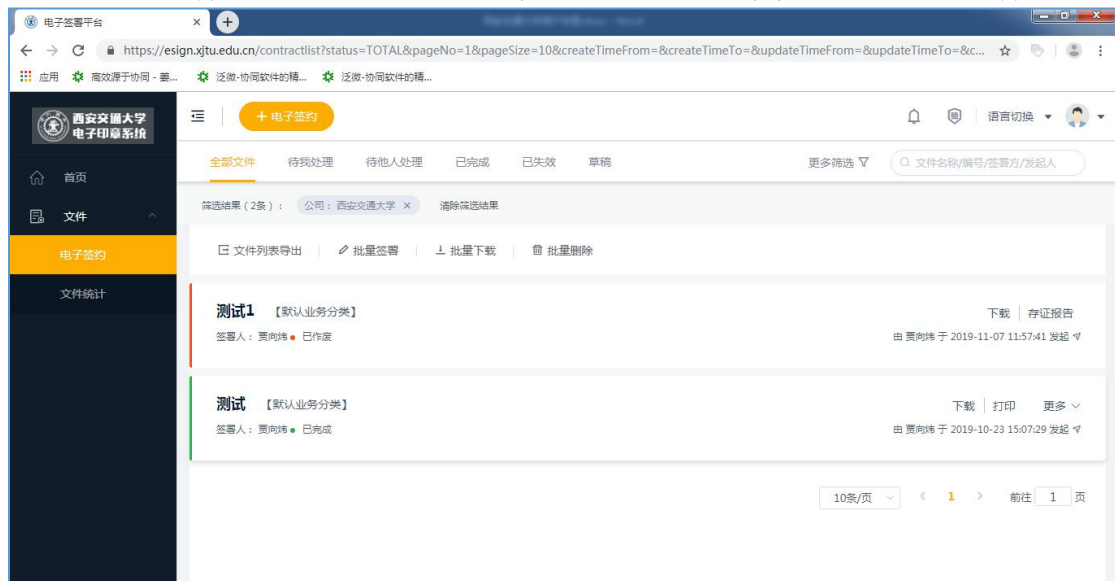 电子签署平台
https://esign.xjtu.edu.cn/contractlist?status=TOTAL&pageNo=1&pageSize=10&createTimeFrom=&createTimeTo=&updateTimeFrom=&updateTimeTo=&c...
应用 高效源于协同 - 姜... 泛微-协同软件的精... 泛微-协同软件的精...
西安交通大学
电子印章系统
+ 电子签约
语言切换
首页
文件
电子签约
文件统计
全部文件 待我处理 待他人处理 已完成 已失效 草稿 更多筛选 文件名称/编号/签署方/发起人
筛选结果 ( 2条 ) : 公司 : 西安交通大学 × 清除筛选结果
文件列表导出 批量签署 批量下载 批量删除
测试1 【默认业务分类】 下载 存证报告
签署人 : 贾向炜 已作废 由 贾向炜 于 2019-11-07 11:57:41 发起
测试 【默认业务分类】 下载 打印 更多
签署人 : 贾向炜 已完成 由 贾向炜 于 2019-10-23 15:07:29 发起
10条/页 < 1 > 前往 1 页